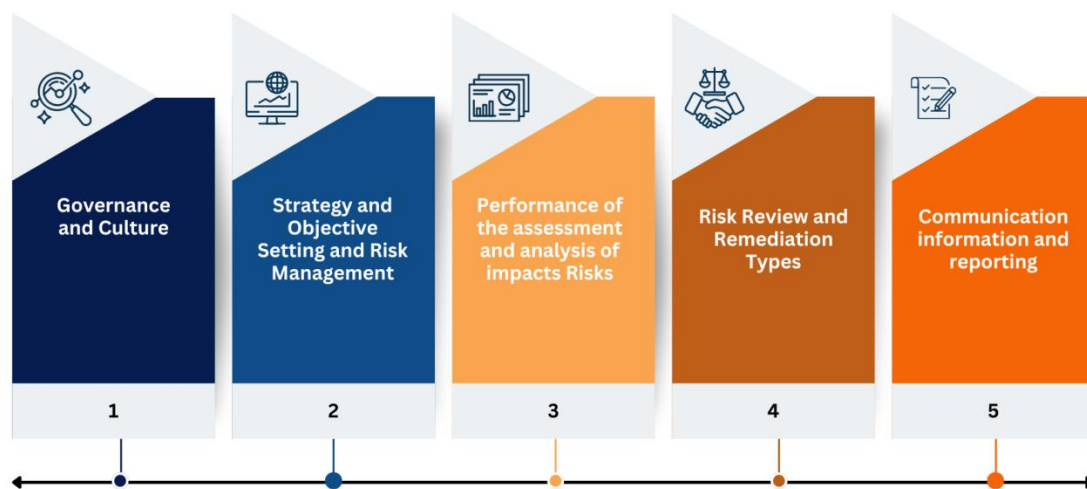 Governance
and Culture
Strategy and
Objective
Setting and Risk
Management
Performance of
the assessment
and analysis of
impacts Risks
Risk Review and
Remediation
Types
Communication
information and
reporting
1
2
3
4
5